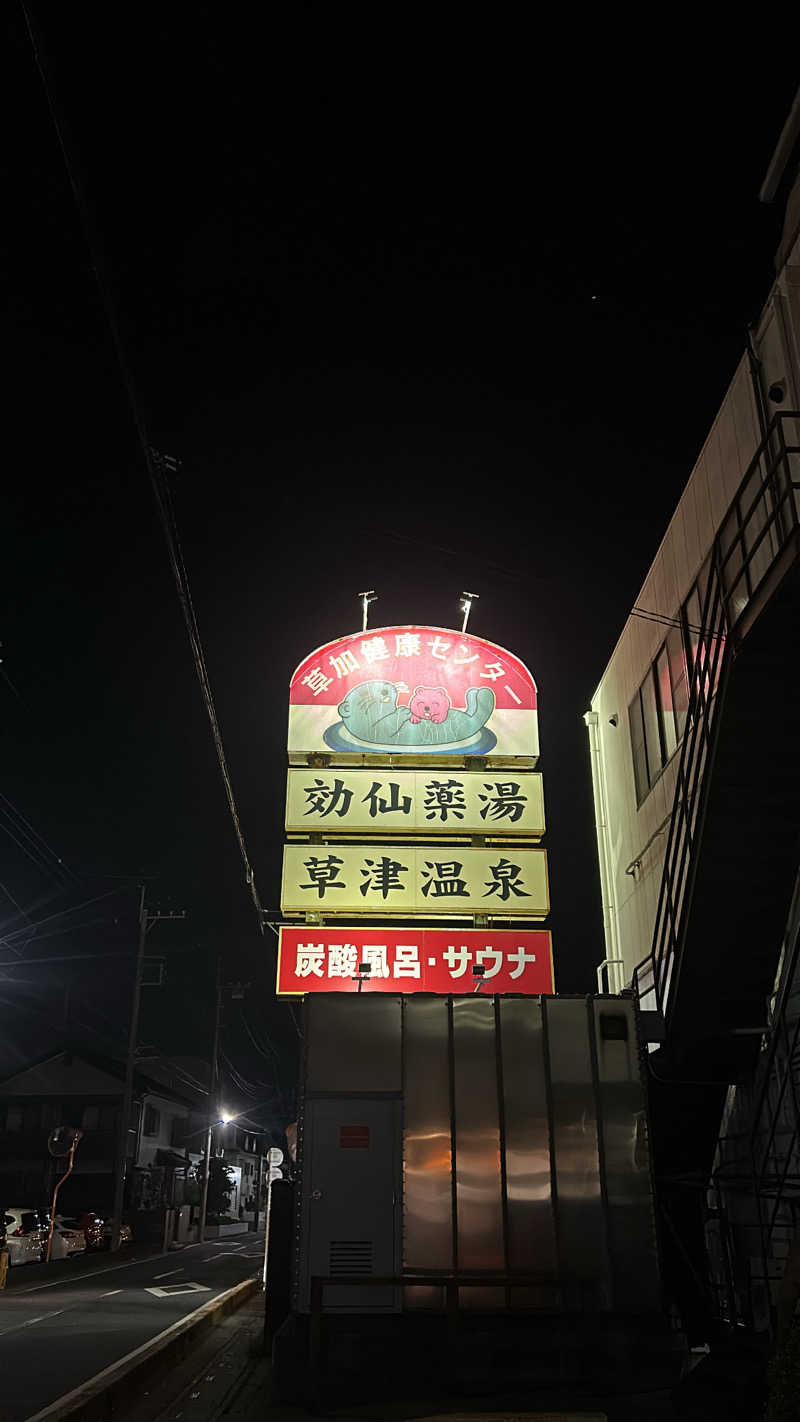 草加健康センター
効仙薬湯
草津温泉
炭酸風呂・サウナ